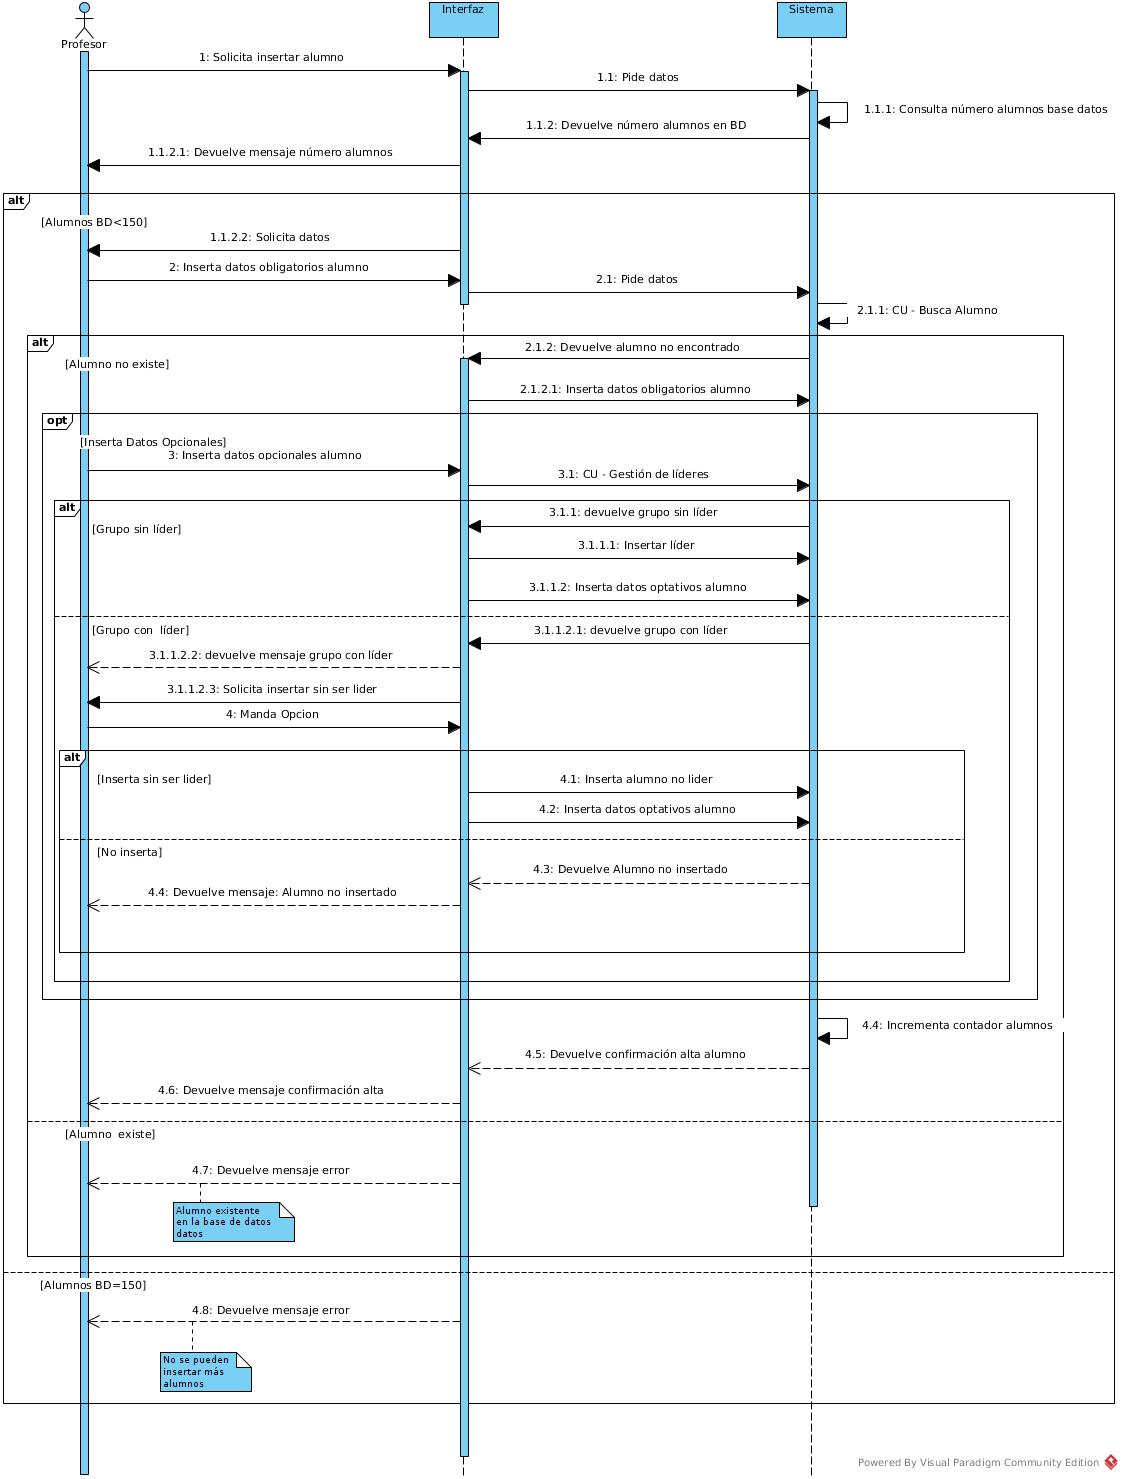 Interfaz
Sistema
Profesor
1: Solicita insertar alumno
1.1: Pide datos
1.1.1: Consulta número alumnos base datos
1.1.2: Devuelve número alumnos en BD
1.1.2.1: Devuelve mensaje número alumnos
alt
[Alumnos BD<150]
1.1.2.2: Solicita datos
2: Inserta datos obligatorios alumno
2.1: Pide datos
2.1.1: CU - Busca Alumno
alt
2.1.2: Devuelve alumno no encontrado
[Alumno no existe]
2.1.2.1: Inserta datos obligatorios alumno
opt
[Inserta Datos Opcionales]
3: Inserta datos opcionales alumno
3.1: CU - Gestión de líderes
alt
3.1.1: devuelve grupo sin líder
[Grupo sin líder]
3.1.1.1: Insertar líder
3.1.1.2: Inserta datos optativos alumno
[Grupo con  líder]
3.1.1.2.1: devuelve grupo con líder
3.1.1.2.2: devuelve mensaje grupo con líder
3.1.1.2.3: Solicita insertar sin ser lider
4: Manda Opcion
alt
[Inserta sin ser lider]
4.1: Inserta alumno no lider
4.2: Inserta datos optativos alumno
[No inserta]
4.3: Devuelve Alumno no insertado
4.4: Devuelve mensaje: Alumno no insertado
4.4: Incrementa contador alumnos
4.5: Devuelve confirmación alta alumno
4.6: Devuelve mensaje confirmación alta
[Alumno  existe]
4.7: Devuelve mensaje error
Alumno existente
en la base de datos
datos
[Alumnos BD=150]
4.8: Devuelve mensaje error
No se pueden
insertar más
alumnos
Powered By Visual Paradigm Community Edition